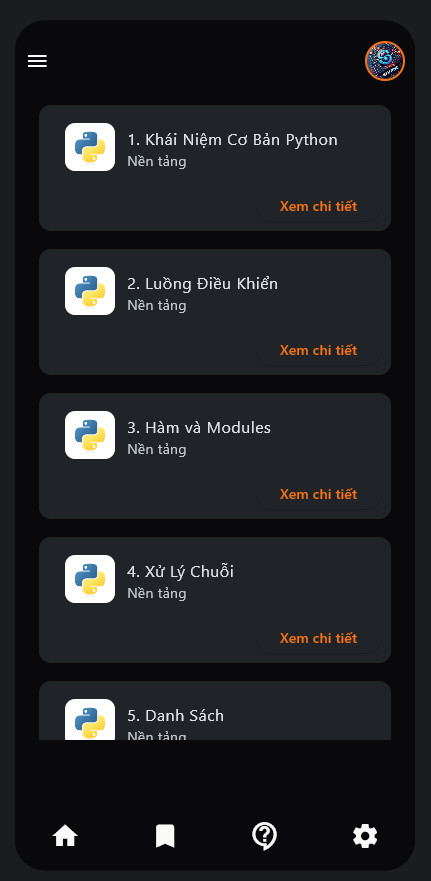 1. Khái Niệm Cơ Bản Python
Nền tảng
Xem chi tiết
2. Luồng Điều Khiển
Nền tảng
Xem chi tiết
3. Hàm và Modules
Nền tảng
Xem chi tiết
4. Xử Lý Chuỗi
Nền tảng
Xem chi tiết
5. Danh Sách
Nền tảng